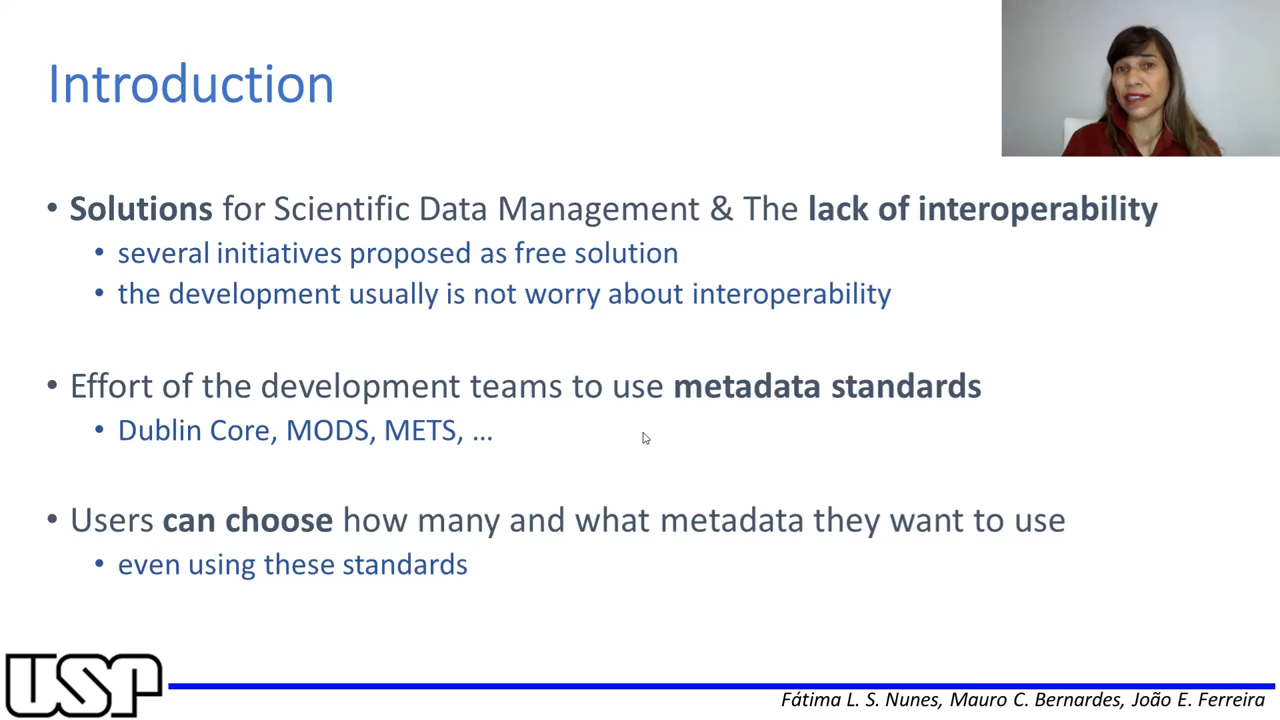 Introduction
• Solutions for Scientific Data Management & The lack of interoperability
• several initiatives proposed as free solution
• the development usually is not worry about interoperability
• Effort of the development teams to use metadata standards
• Dublin Core, MODS, METS, ...
• Users can choose how many and what metadata they want to use
• even using these standards
USP
Fátima L. S. Nunes, Mauro C. Bernardes, João E. Ferreira